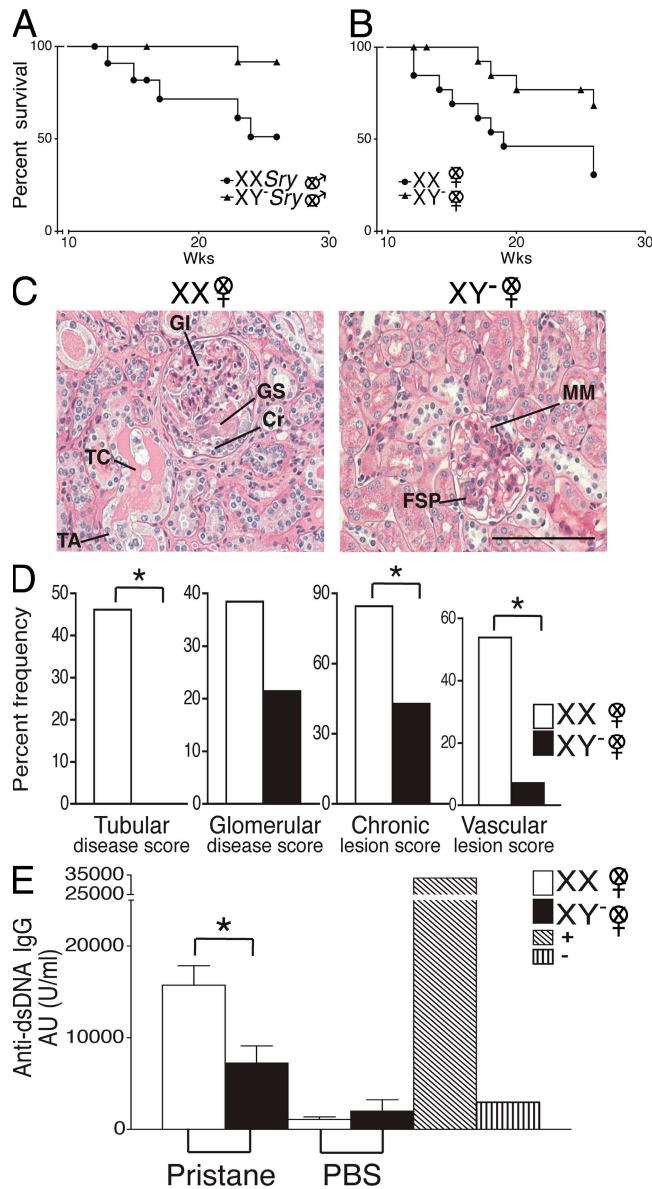 A
Percent survival
100
50
0
XXSry
XY-Sry
10
20
30
Wks
B
100
50
0
XX
XY-
10
20
30
Wks
C
XX♀
XY-♀
GI
GS
Cr
TC
TA
MM
FSP
D
Percent frequency
50
40
30
20
10
0
*
Tubular
disease score
40
30
20
10
0
Glomerular
disease score
90
60
30
0
*
Chronic
lesion score
60
40
20
0
*
Vascular
lesion score
XX ♀
XY-♀
E
Anti-dsDNA IgG
AU (U/ml)
35000
25000
20000
10000
0
*
XX ♀
XY-♀
+
-
Pristane
PBS